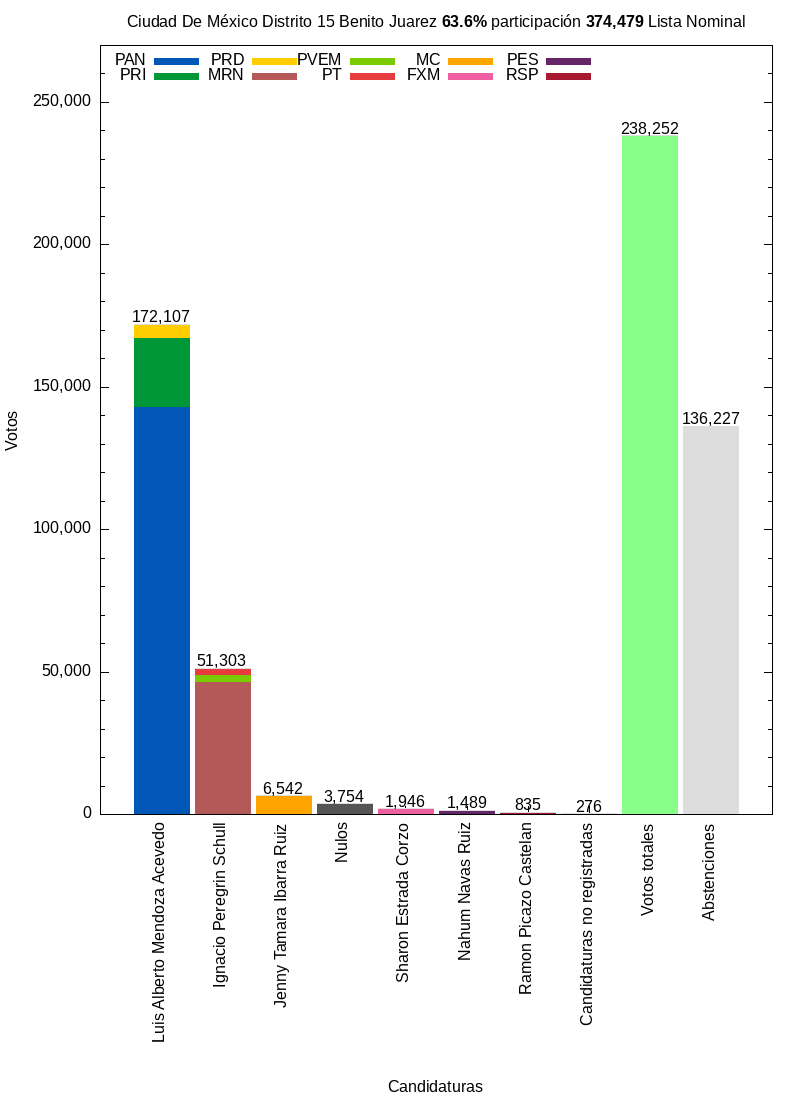 Ciudad De México Distrito 15 Benito Juarez 63.6% participación 374,479 Lista Nominal
PAN PRD PVEM MC PES
PRI MRN PT FXM RSP
250,000
200,000
150,000
100,000
50,000
0
Votos
238,252
172,107
136,227
51,303
6,542
3,754
1,946
1,489
835
276
Luis Alberto Mendoza Acevedo
Ignacio Peregrin Schull
Jenny Tamara Ibarra Ruiz
Nulos
Sharon Estrada Corzo
Nahum Navas Ruiz
Ramon Picazo Castelan
Candidaturas no registradas
Votos totales
Abstenciones
Candidaturas